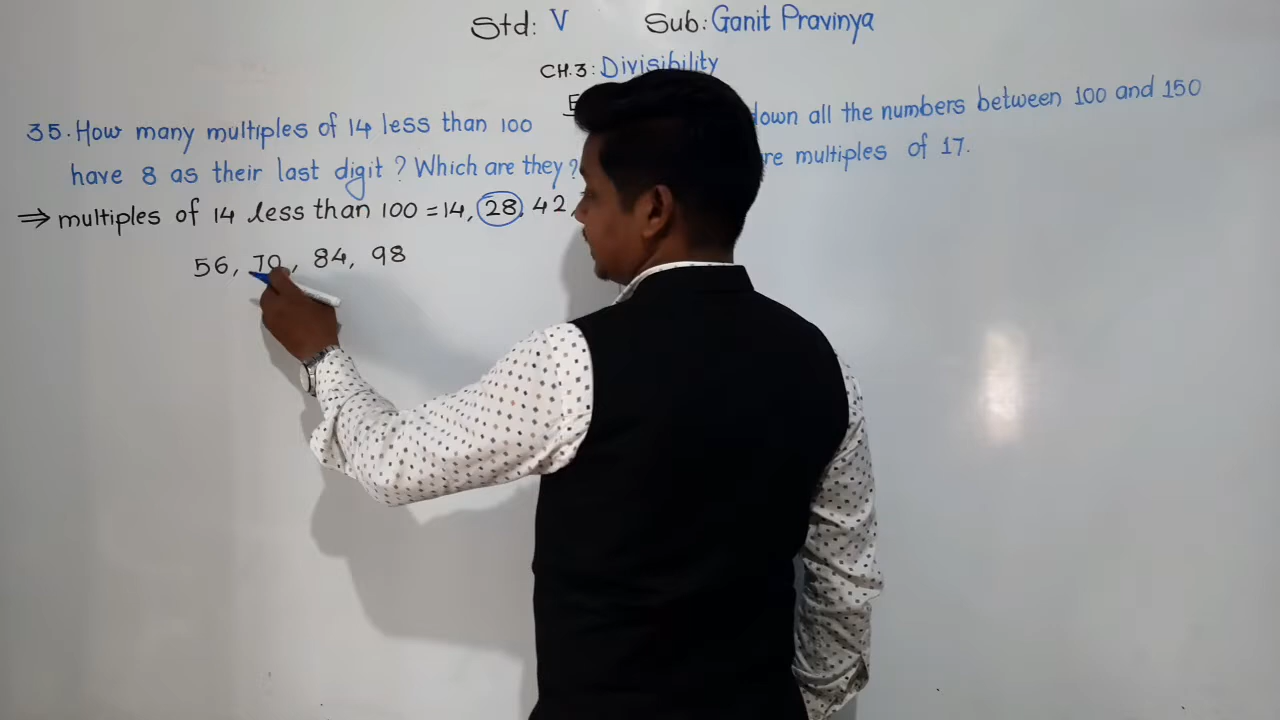 Std: V Sub: Ganit Pravinya
CH.3: Divisibility
35. How many multiples of 14 less than 100
have 8 as their last digit? Which are they?
⇒ multiples of 14 less than 100 = 14, 28, 42,
56, 70, 84, 98
down all the numbers between 100 and 150
multiples of 17.